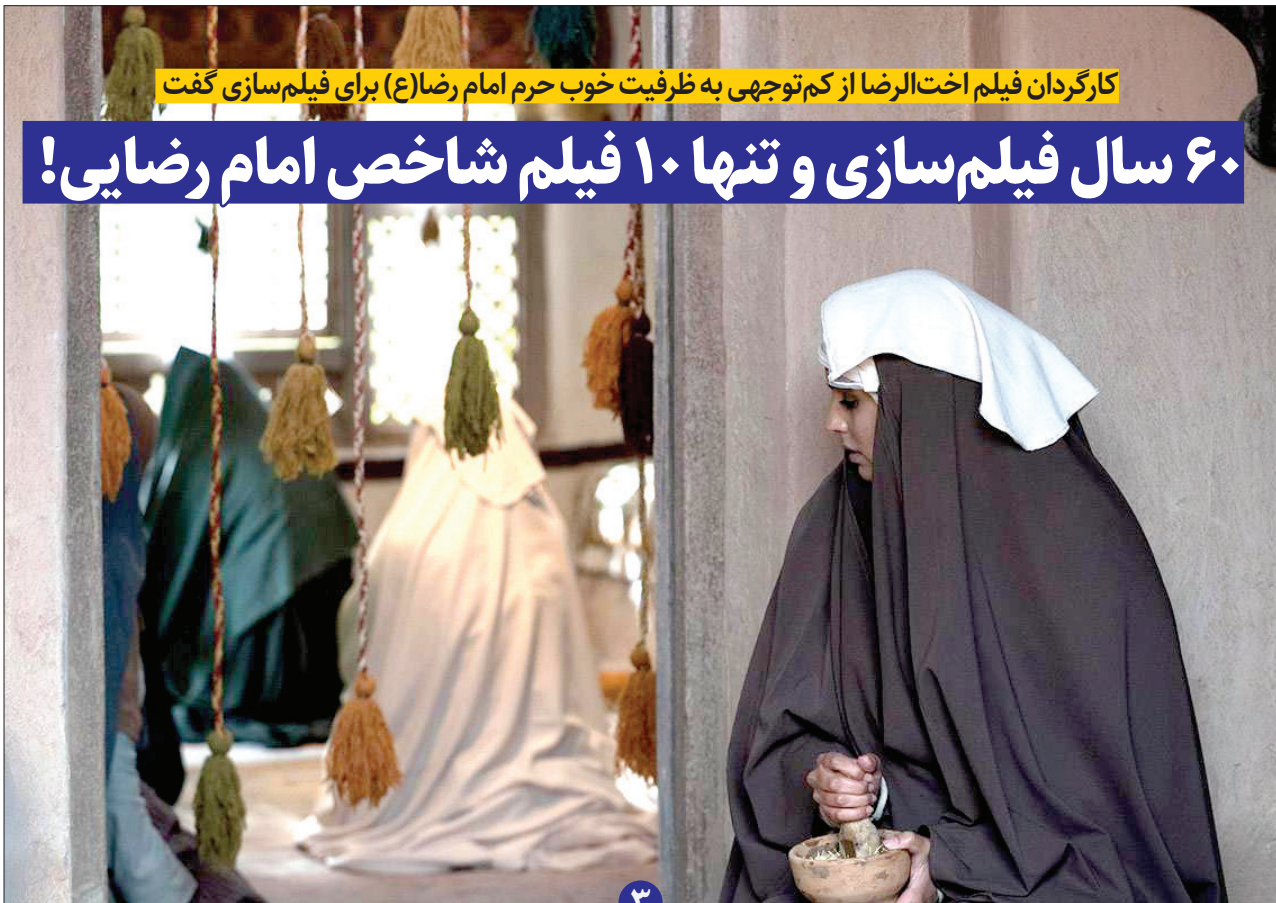 کارگردان فیلم اخت‌الرضا از کم‌توجهی به ظرفیت خوب حرم امام رضا(ع) برای فیلم‌سازی گفت
۶۰ سال فیلم‌سازی و تنها ۱۰ فیلم شاخص امام رضایی!
۳